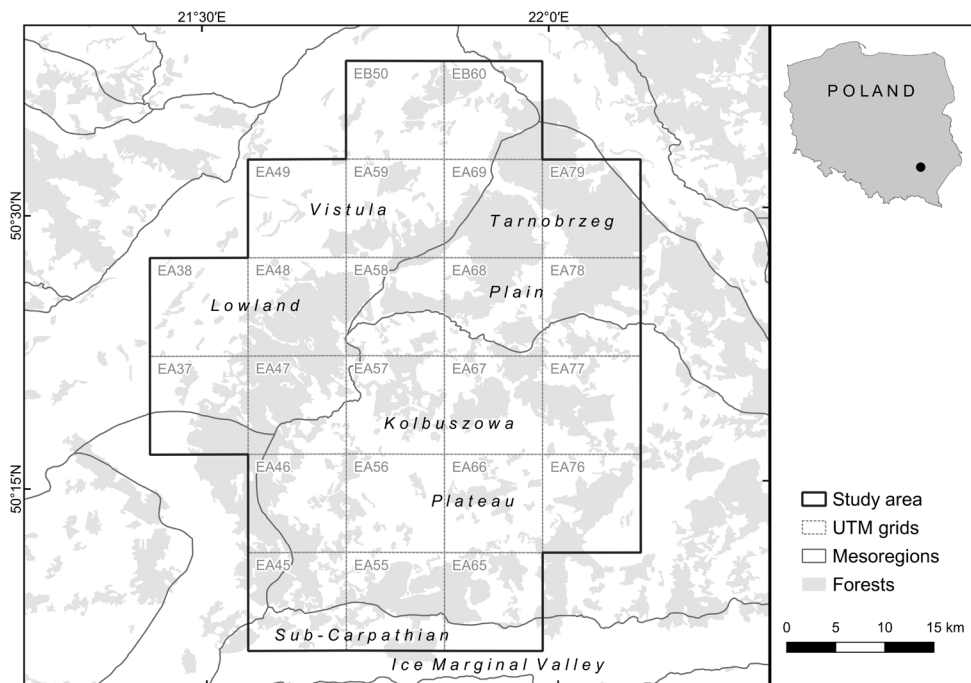 21°30'E
22°0'E
POLAND
EB50
EB60
EA49
EA59
EA69
EA79
50°30'N
Vistula
Tarnobrzeg
EA38
EA48
EA58
EA68
EA78
Lowland
Plain
EA37
EA47
EA57
EA67
EA77
Kolbuszowa
EA46
EA56
EA66
EA76
50°15'N
Plateau
Study area
UTM grids
Mesoregions
Forests
EA45
EA55
EA65
0 5 10 15 km
Sub-Carpathian
Ice Marginal Valley